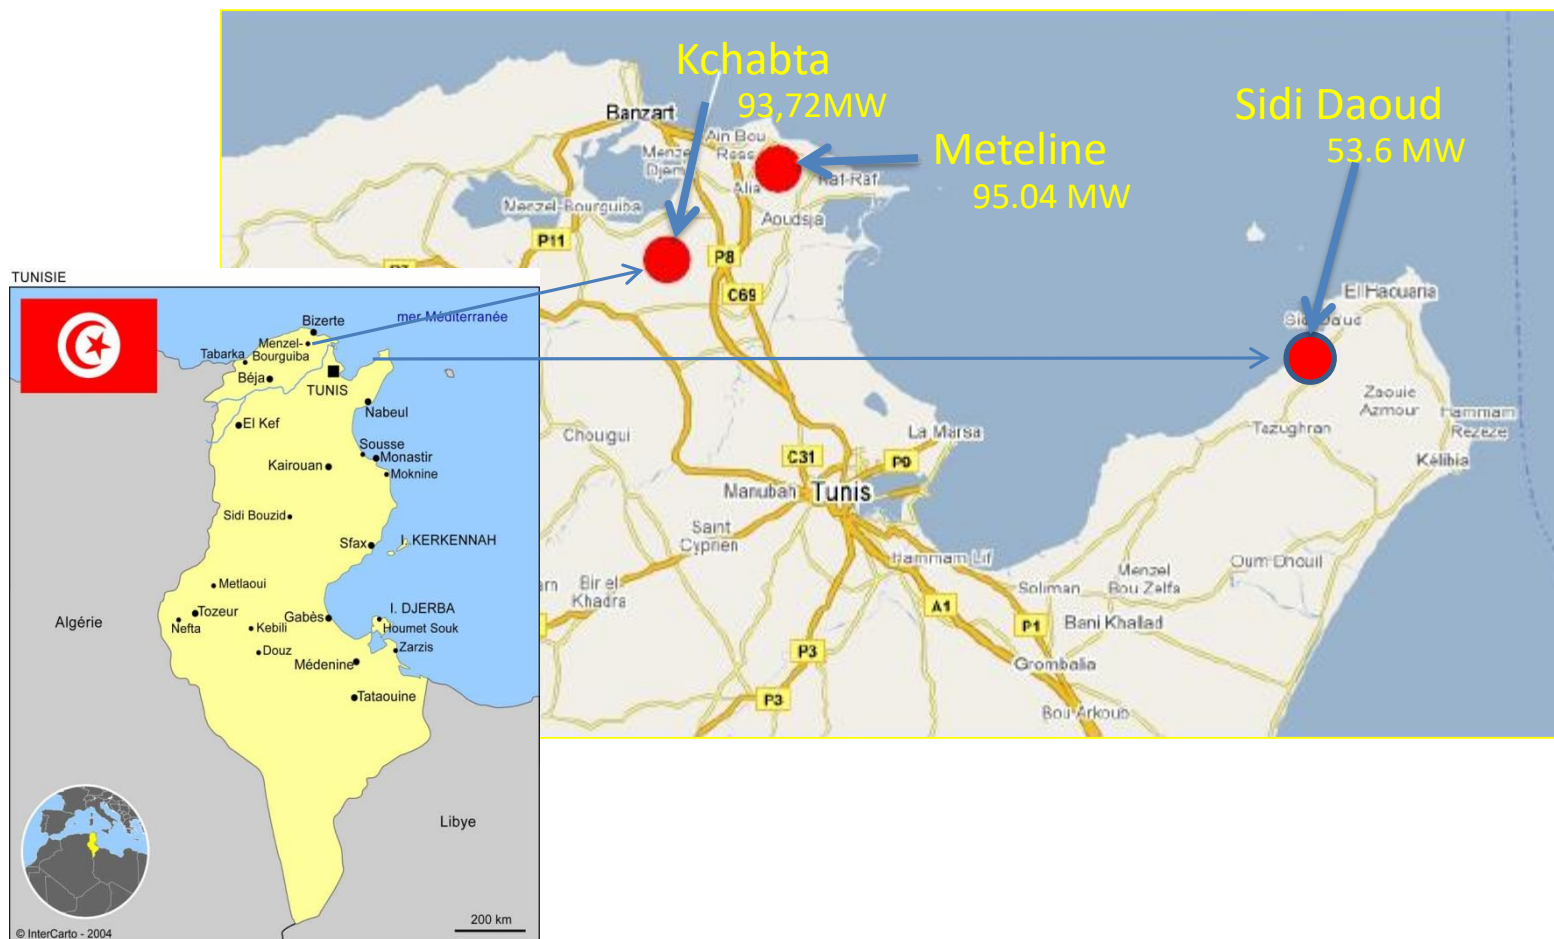 Kchabta
93,72MW
Meteline
95.04 MW
Sidi Daoud
53.6 MW
Banzart
Ain Bou
Alia
Raf-Raf
Menzel-Bourguiba
Aoudsja
P11
P8
C69
El Haouaria
Zaouie
Azmour
Hammam
Rezeze
Tazughran
Kélibia
Chouigui
La Marsa
C31
P9
Manubah
Tunis
Saint
Cyprien
Hammam Lif
Bir el-
Khadra
Soliman
Menzel
Bou Zelfa
Oum Dhouil
A1
P1
Bani Khallad
P3
Grombalia
P3
Bou Arkoub
TUNISIE
mer Méditerranée
Bizerte
Menzel-
Bourguiba
Tabarka
Béja
TUNIS
Nabeul
El Kef
Sousse
Monastir
Kairouan
Moknine
Sidi Bouzid
Sfax
I. KERKENNAH
Metlaoui
Tozeur
Nefta
Kebili
Gabès
I. DJERBA
Houmet Souk
Douz
Zarzis
Médenine
Tataouine
Algérie
Libye
200 km
© InterCarto - 2004